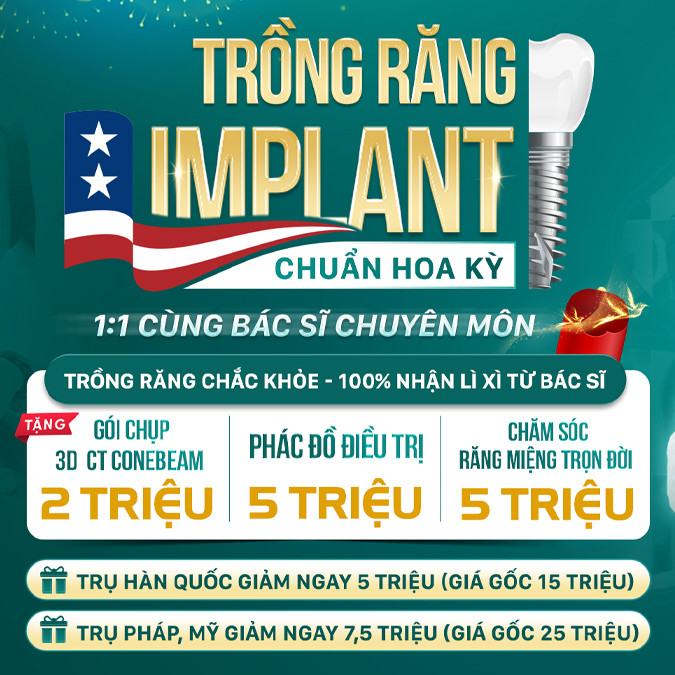 TRỒNG RĂNG
IMPLANT
CHUẨN HOA KỲ
1:1 CÙNG BÁC SĨ CHUYÊN MÔN
TRỒNG RĂNG CHẮC KHỎE - 100% NHẬN LÌ XÌ TỪ BÁC SĨ
TẶNG
GÓI CHỤP
3D CT CONEBEAM
2 TRIỆU
PHÁC ĐỒ ĐIỀU TRỊ
5 TRIỆU
CHĂM SÓC
RĂNG MIỆNG TRỌN ĐỜI
5 TRIỆU
TRỤ HÀN QUỐC GIẢM NGAY 5 TRIỆU (GIÁ GỐC 15 TRIỆU)
TRỤ PHÁP, MỸ GIẢM NGAY 7,5 TRIỆU (GIÁ GỐC 25 TRIỆU)